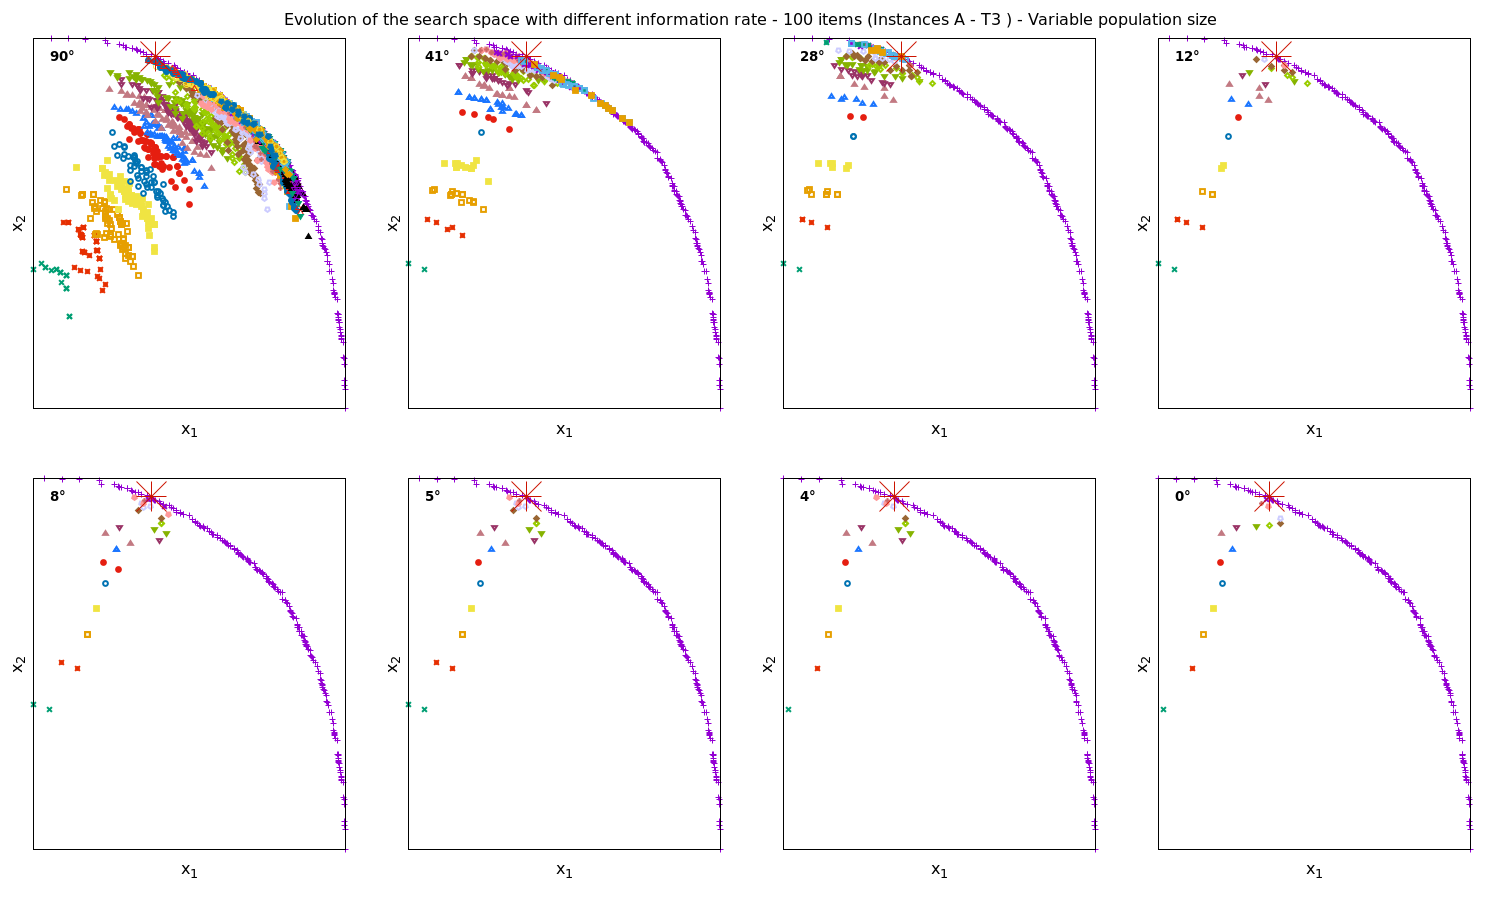 Evolution of the search space with different information rate - 100 items (Instances A - T3 ) - Variable population size
90°
41°
28°
12°
x2
x2
x2
x2
x1
x1
x1
x1
8°
5°
4°
0°
x2
x2
x2
x2
x1
x1
x1
x1